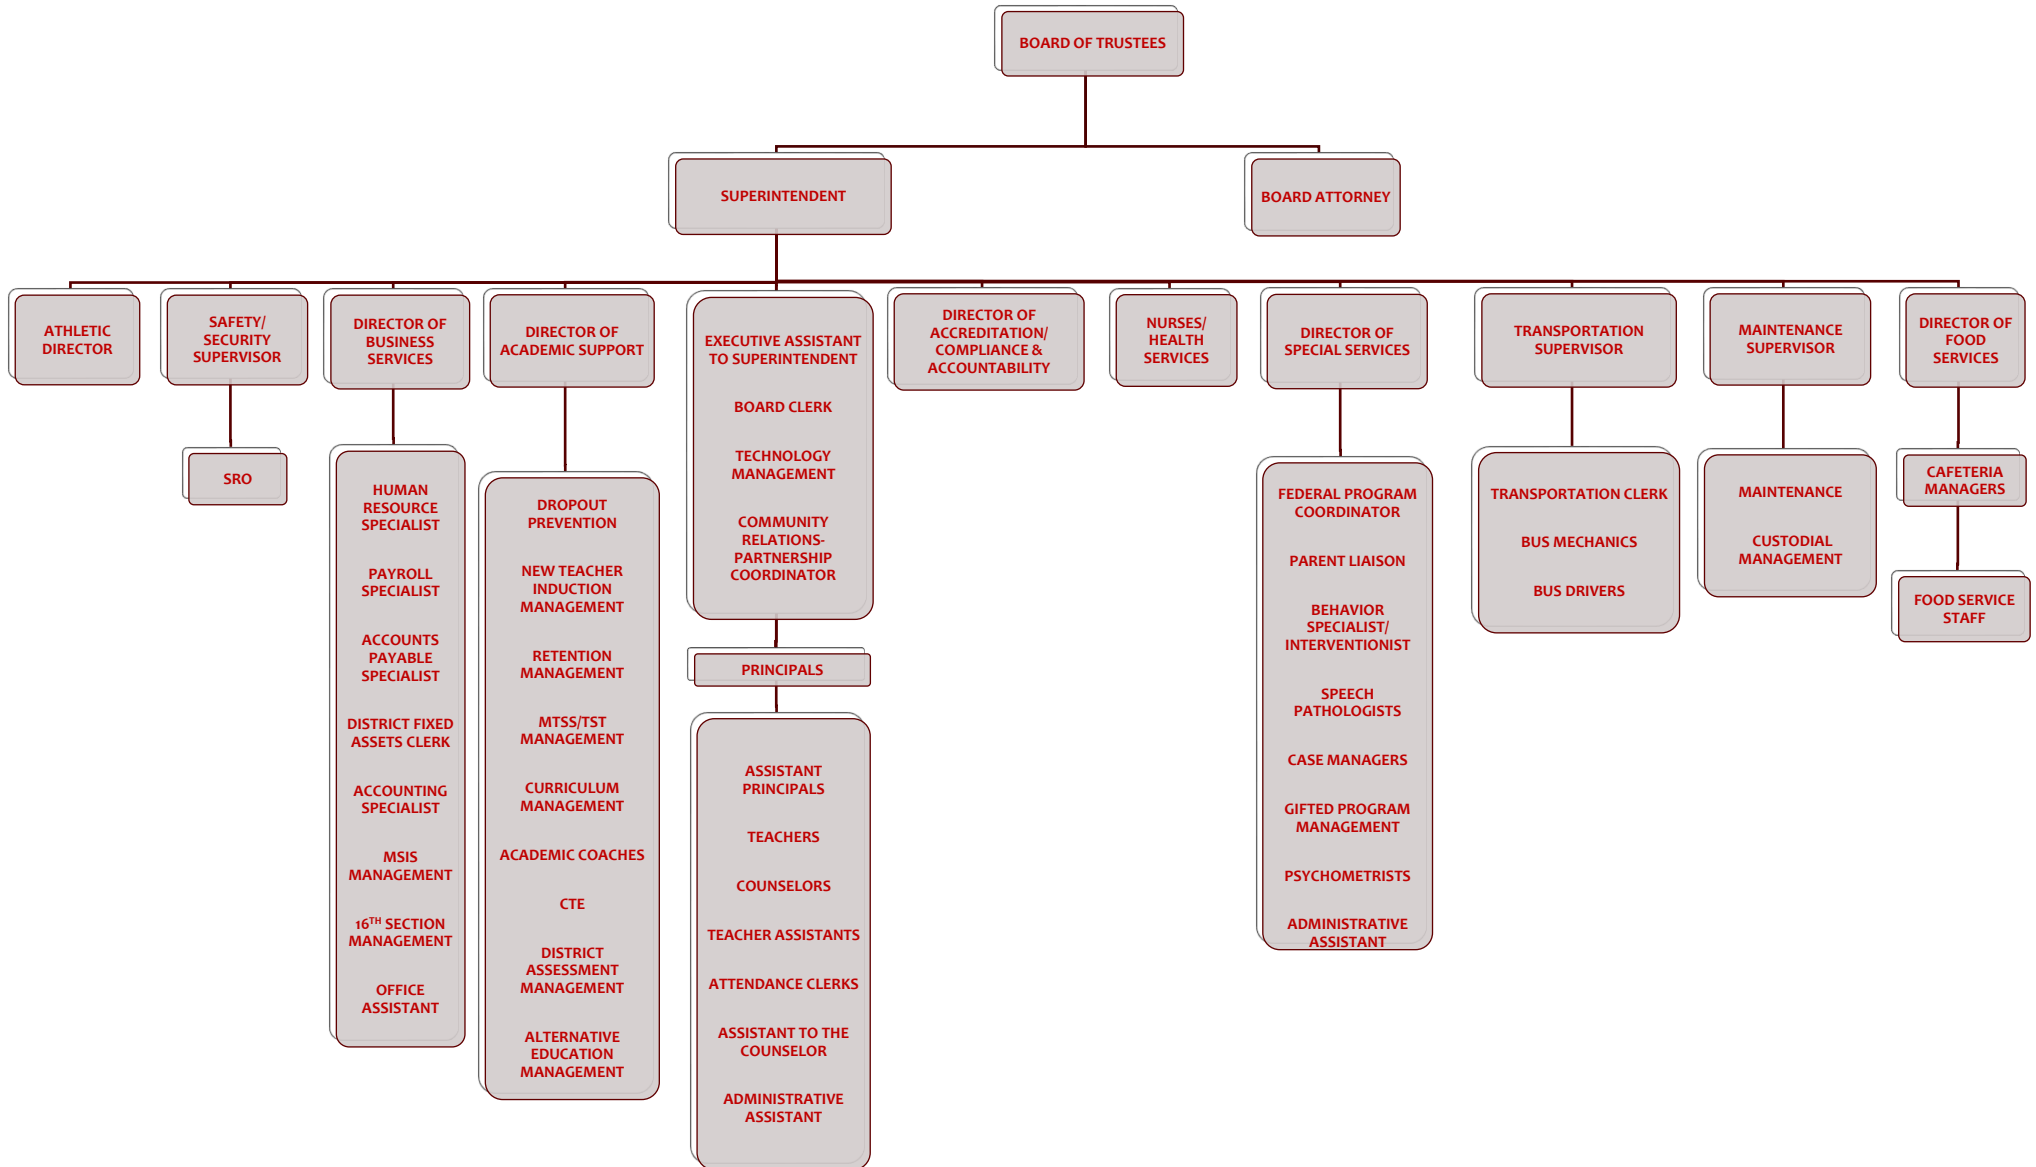 BOARD OF TRUSTEES
SUPERINTENDENT
BOARD ATTORNEY
ATHLETIC
DIRECTOR
SAFETY/
SECURITY
SUPERVISOR
DIRECTOR OF
BUSINESS
SERVICES
DIRECTOR OF
ACADEMIC SUPPORT
EXECUTIVE ASSISTANT
TO SUPERINTENDENT
BOARD CLERK
TECHNOLOGY
MANAGEMENT
COMMUNITY
RELATIONS-
PARTNERSHIP
COORDINATOR
DIRECTOR OF
ACCREDITATION/
COMPLIANCE &
ACCOUNTABILITY
NURSES/
HEALTH
SERVICES
DIRECTOR OF
SPECIAL SERVICES
TRANSPORTATION
SUPERVISOR
MAINTENANCE
SUPERVISOR
DIRECTOR OF
FOOD
SERVICES
SRO
HUMAN
RESOURCE
SPECIALIST
PAYROLL
SPECIALIST
ACCOUNTS
PAYABLE
SPECIALIST
DISTRICT FIXED
ASSETS CLERK
ACCOUNTING
SPECIALIST
MSIS
MANAGEMENT
16TH SECTION
MANAGEMENT
OFFICE
ASSISTANT
DROPOUT
PREVENTION
NEW TEACHER
INDUCTION
MANAGEMENT
RETENTION
MANAGEMENT
MTSS/TST
MANAGEMENT
CURRICULUM
MANAGEMENT
ACADEMIC COACHES
CTE
DISTRICT
ASSESSMENT
MANAGEMENT
ALTERNATIVE
EDUCATION
MANAGEMENT
PRINCIPALS
ASSISTANT
PRINCIPALS
TEACHERS
COUNSELORS
TEACHER ASSISTANTS
ATTENDANCE CLERKS
ASSISTANT TO THE
COUNSELOR
ADMINISTRATIVE
ASSISTANT
FEDERAL PROGRAM
COORDINATOR
PARENT LIAISON
BEHAVIOR
SPECIALIST/
INTERVENTIONIST
SPEECH
PATHOLOGISTS
CASE MANAGERS
GIFTED PROGRAM
MANAGEMENT
PSYCHOMETRISTS
ADMINISTRATIVE
ASSISTANT
TRANSPORTATION CLERK
BUS MECHANICS
BUS DRIVERS
MAINTENANCE
CUSTODIAL
MANAGEMENT
CAFETERIA
MANAGERS
FOOD SERVICE
STAFF